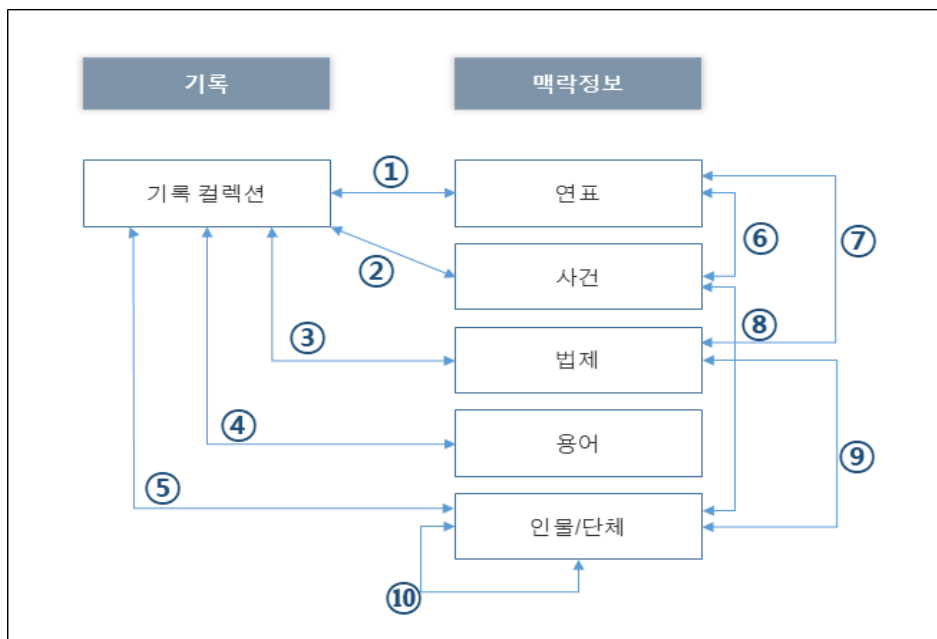 기록
맥락정보
기록 컬렉션
①
연표
②
사건
⑥
⑦
③
법제
⑧
④
용어
⑤
인물/단체
⑨
⑩